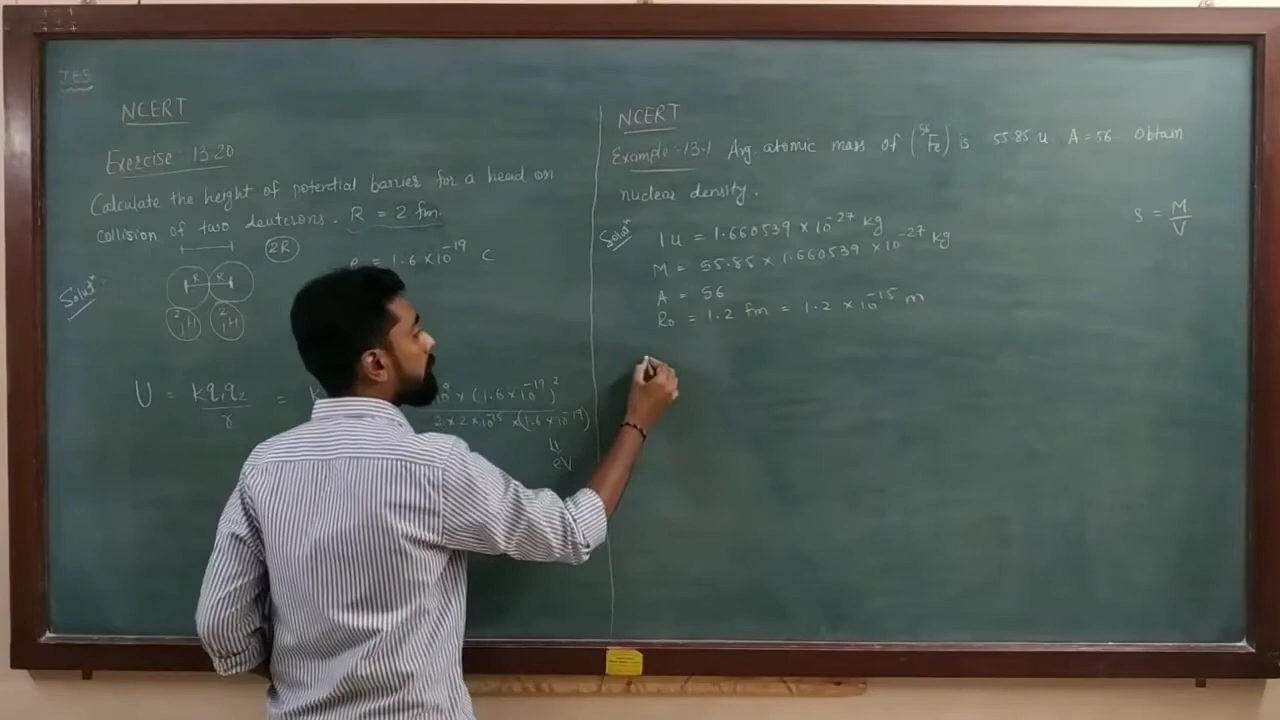 JBS
NCERT
Exercise : 13.20
Calculate the height of potential barrier for a head on
collision of two deuterons. R = 2 fm
2R
e = 1.6 × 10⁻¹⁹ C
Solutⁿ
R R
²₁H ²₁H
U = kq₁q₂/r =
× (1.6 × 10⁻¹⁹)²
2 × 2 × 10⁻¹⁵ × (1.6 × 10⁻¹⁹)
eV
NCERT
Example :- 13.1 Avg. atomic mass of (⁵⁶Fe) is 55.85 u. A = 56 Obtain
nuclear density.
Solutⁿ
1u = 1.660539 × 10⁻²⁷ kg
M = 55.85 × 1.660539 × 10⁻²⁷ kg
A = 56
R₀ = 1.2 fm = 1.2 × 10⁻¹⁵ m
S = M/V